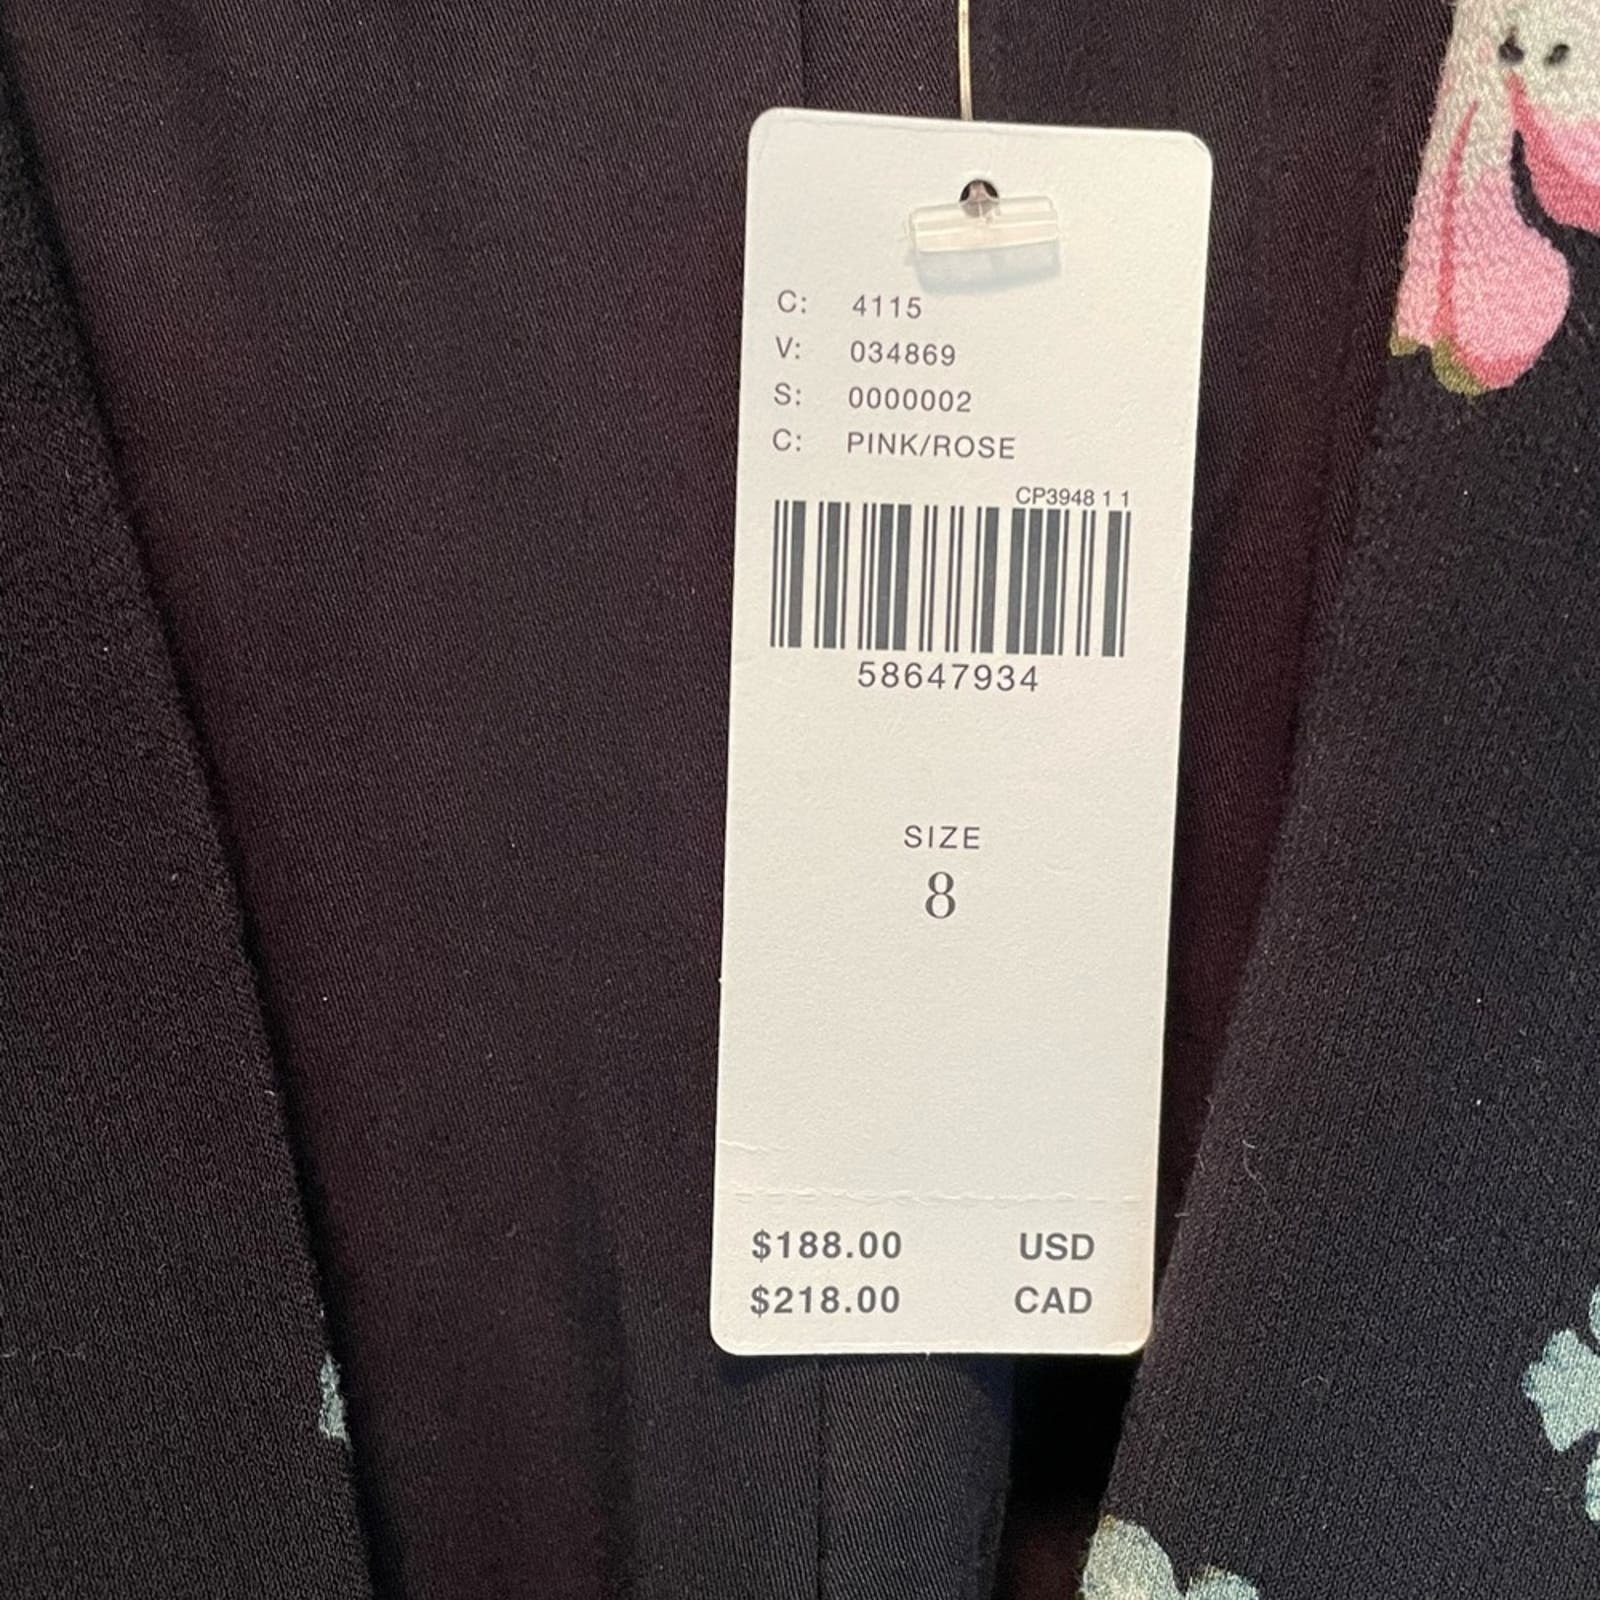 C: 4115
V: 034869
S: 0000002
C: PINK/ROSE
CP3948 1 1
58647934
SIZE
8
$188.00 USD
$218.00 CAD